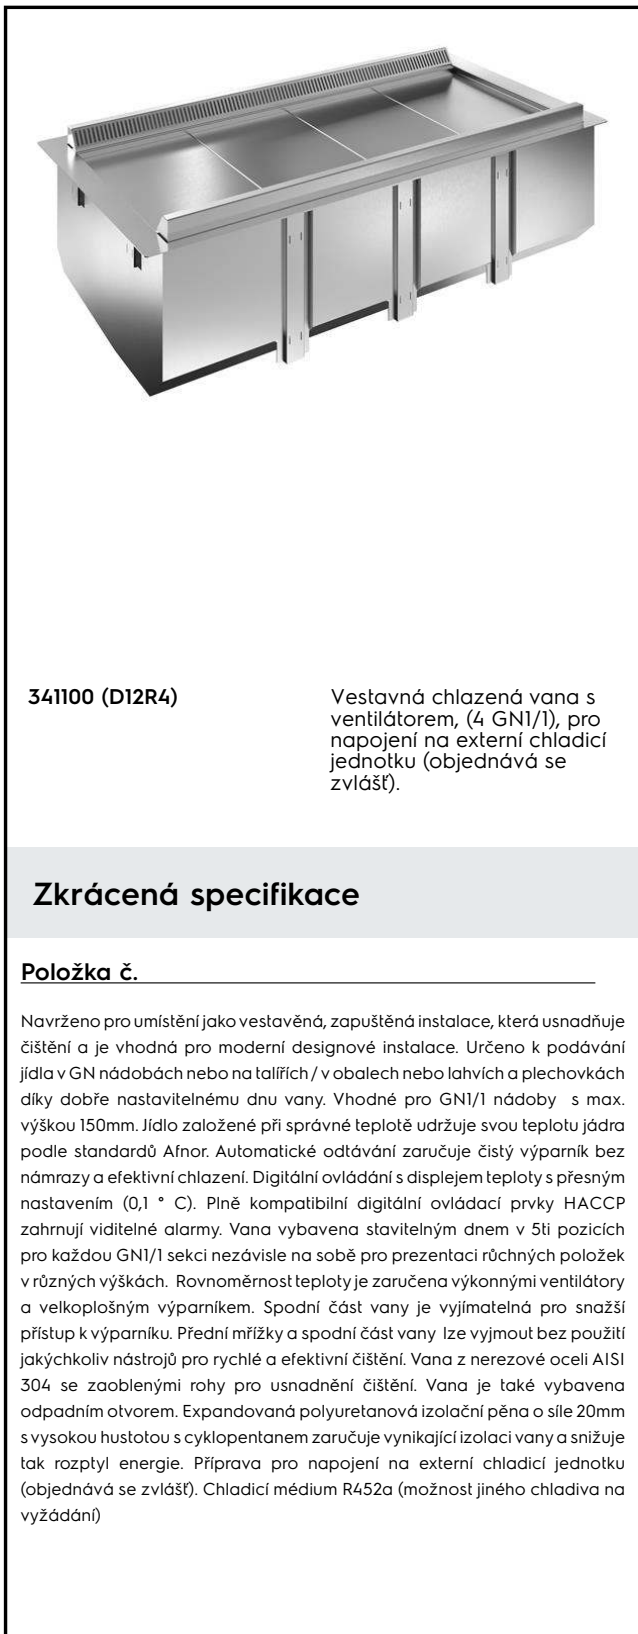 341100 (D12R4)
Vestavná chlazená vana s
ventilátorem, (4 GN1/1), pro
napojení na externí chladicí
jednotku (objednává se
zvlášť).
Zkrácená specifikace
Položka č.
Navrženo pro umístění jako vestavěná, zapuštěná instalace, která usnadňuje
čištění a je vhodná pro moderní designové instalace. Určeno k podávání
jídla v GN nádobách nebo na talířích / v obalech nebo lahvích a plechovkách
díky dobře nastavitelnému dnu vany. Vhodné pro GN1/1 nádoby s max.
výškou 150mm. Jídlo založené při správné teplotě udržuje svou teplotu jádra
podle standardů Afnor. Automatické odtávání zaručuje čistý výparník bez
námrazy a efektivní chlazení. Digitální ovládání s displejem teploty s přesným
nastavením (0,1 ° C). Plně kompatibilní digitální ovládací prvky HACCP
zahrnují viditelné alarmy. Vana vybavena stavitelným dnem v 5ti pozicích
pro každou GN1/1 sekci nezávisle na sobě pro prezentaci růchných položek
v různých výškách. Rovnoměrnost teploty je zaručena výkonnými ventilátory
a velkoplošným výparníkem. Spodní část vany je vyjímatelná pro snažší
přístup k výparníku. Přední mřížky a spodní část vany lze vyjmout bez použití
jakýchkoliv nástrojů pro rychlé a efektivní čištění. Vana z nerezové oceli AISI
304 se zaoblenými rohy pro usnadnění čištění. Vana je také vybavena
odpadním otvorem. Expandovaná polyuretanová izolační pěna o síle 20mm
s vysokou hustotou s cyklopentanem zaručuje vynikající izolaci vany a snižuje
tak rozptyl energie. Příprava pro napojení na externí chladicí jednotku
(objednává se zvlášť). Chladicí médium R452a (možnost jiného chladiva na
vyžádání)